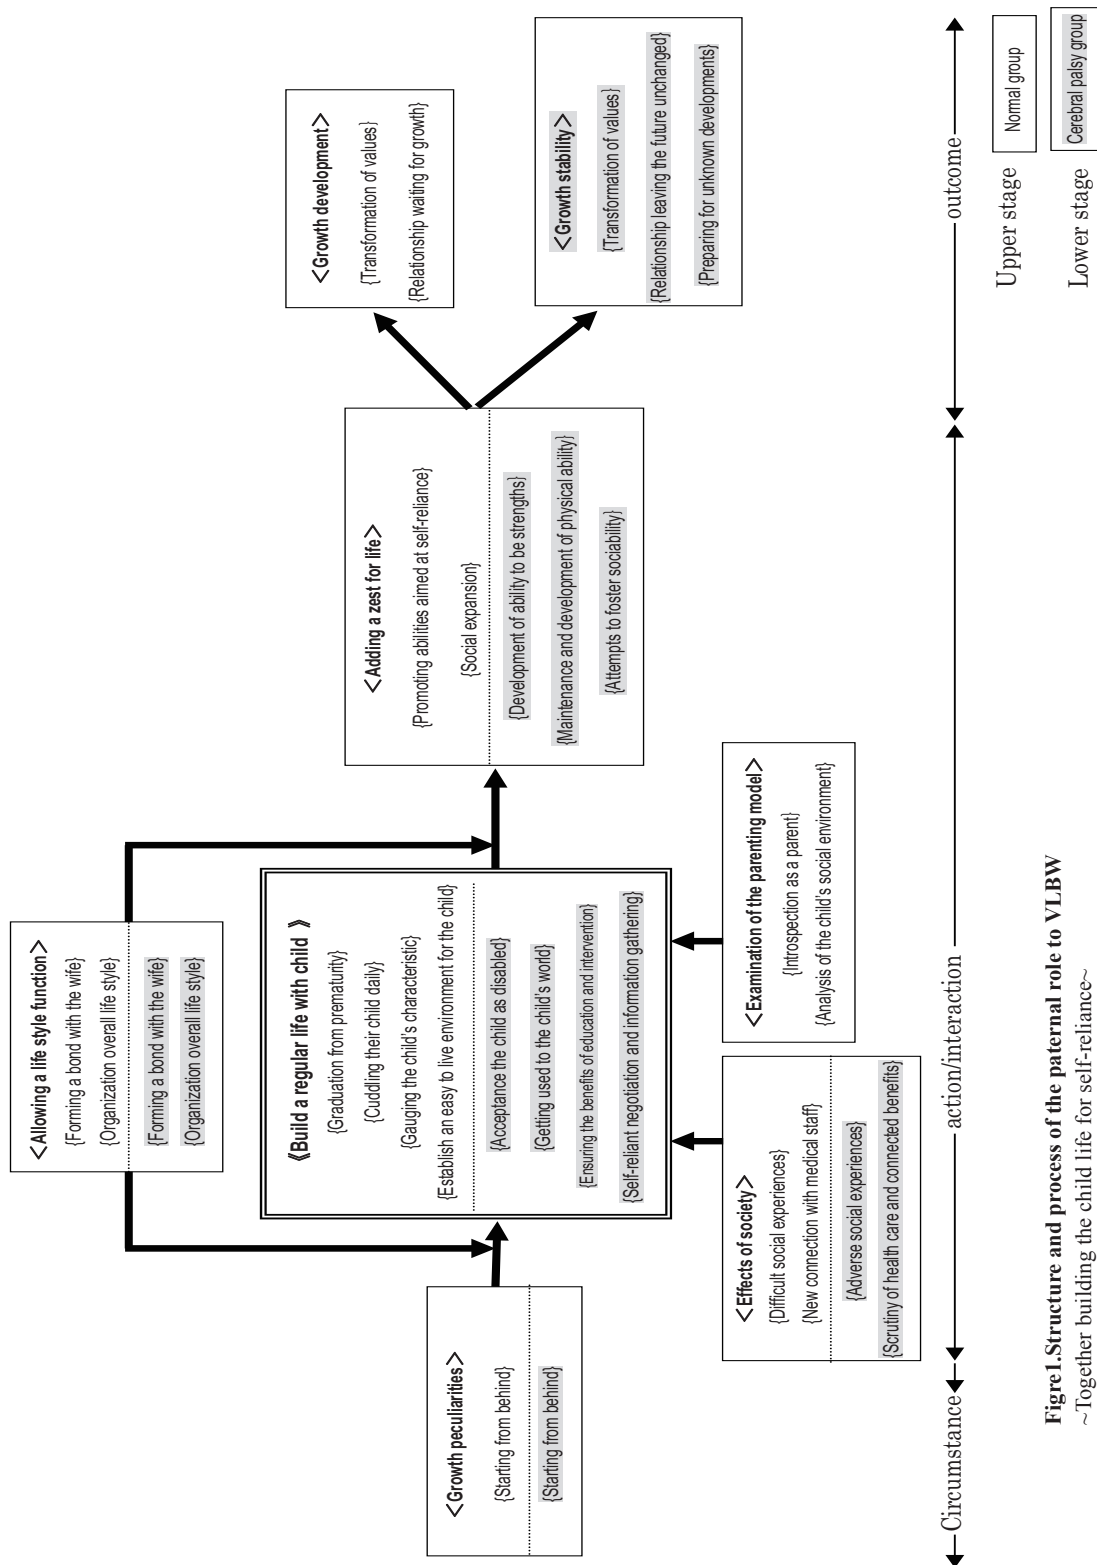 <Growth peculiarities>
{Starting from behind}
{Starting from behind}
<Allowing a life style function>
{Forming a bond with the wife}
{Organization overall life style}
{Forming a bond with the wife}
{Organization overall life style}
《Build a regular life with child 》
{Graduation from prematurity}
{Cuddling their child daily}
{Gauging the child's characteristic}
{Establish an easy to live environment for the child}
{Acceptance the child as disabled}
{Getting used to the child's world}
{Ensuring the benefits of education and intervention}
{Self-reliant negotiation and information gathering}
<Effects of society>
{Difficult social experiences}
{New connection with medical staff}
{Adverse social experiences}
{Scrutiny of health care and connected benefits}
<Examination of the parenting model>
{Introspection as a parent}
{Analysis of the child's social environment}
<Adding a zest for life>
{Promoting abilities aimed at self-reliance}
{Social expansion}
{Development of ability to be strengths}
{Maintenance and development of physical ability}
{Attempts to foster sociability}
<Growth development>
{Transformation of values}
{Relationship waiting for growth}
<Growth stability>
{Transformation of values}
{Relationship leaving the future unchanged}
{Preparing for unknown developments}
Circumstance
action/interaction
outcome
Upper stage
Normal group
Lower stage
Cerebral palsy group
Figre1.Structure and process of the paternal role to VLBW
~Together building the child life for self-reliance~